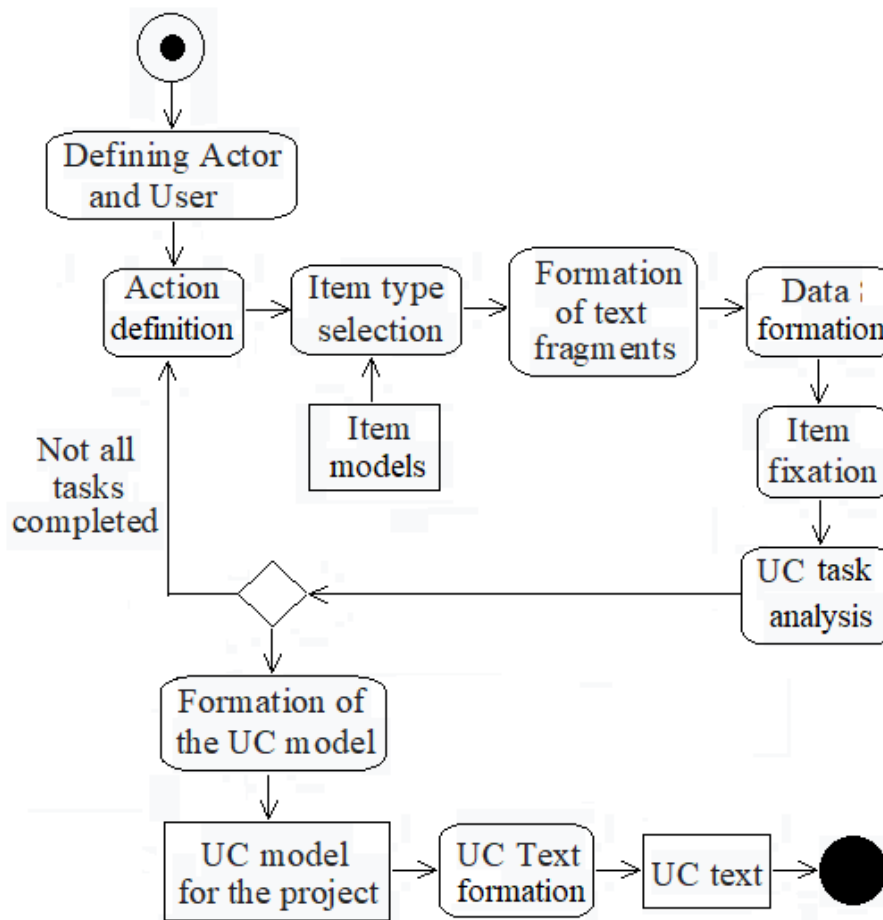 Defining Actor
and User
Action
definition
Item type
selection
Formation
of text
fragments
Data
formation
Item
models
Item
fixation
Not all
tasks
completed
UC task
analysis
Formation of
the UC model
UC model
for the project
UC Text
formation
UC text